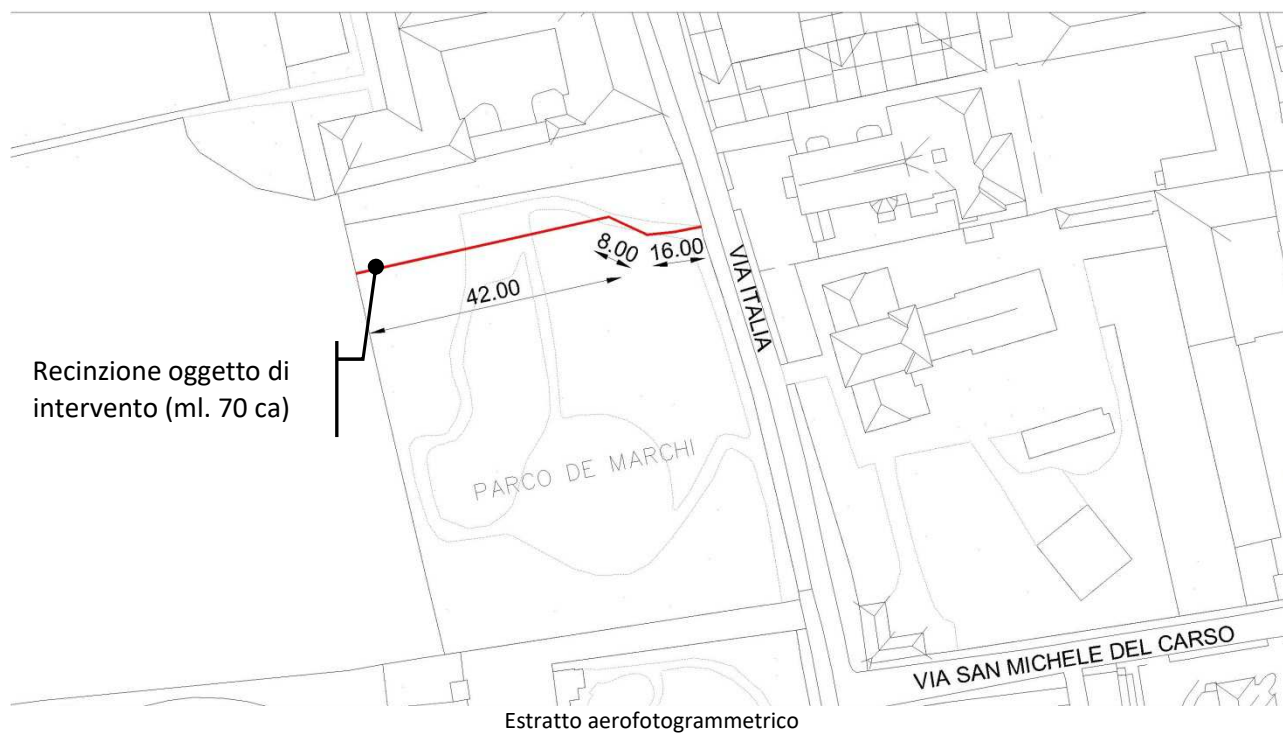 8.00
16.00
VIA ITALIA
42.00
Recinzione oggetto di
intervento (ml. 70 ca)
PARCO DE MARCHI
VIA SAN MICHELE DEL CARSO
Estratto aerofotogrammetrico